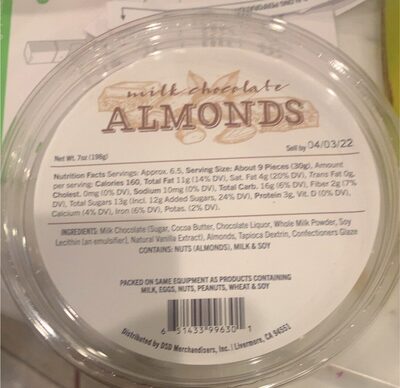 milk chocolate
ALMONDS
Sell by 04/03/22
Net Wt. 7oz (198g)
Nutrition Facts Servings: Approx. 6.5, Serving Size: About 9 Pieces (30g), Amount
per serving: Calories 160, Total Fat 11g (14% DV), Sat. Fat 4g (20% DV), Trans Fat 0g,
Cholest. 0mg (0% DV), Sodium 10mg (0% DV), Total Carb. 16g (6% DV), Fiber 2g (7%
DV), Total Sugars 13g (Incl. 12g Added Sugars, 24% DV), Protein 3g, Vit. D (0% DV),
Calcium (4% DV), Iron (6% DV), Potas. (2% DV).
INGREDIENTS: Milk Chocolate (Sugar, Cocoa Butter, Chocolate Liquor, Whole Milk Powder, Soy
Lecithin (an emulsifier), Natural Vanilla Extract), Almonds, Tapioca Dextrin, Confectioners Glaze
CONTAINS: NUTS (ALMONDS), MILK & SOY
PACKED ON SAME EQUIPMENT AS PRODUCTS CONTAINING
MILK, EGGS, NUTS, PEANUTS, WHEAT & SOY
6 51433 99630 1
Distributed by DSD Merchandisers, Inc. | Livermore, CA 94551